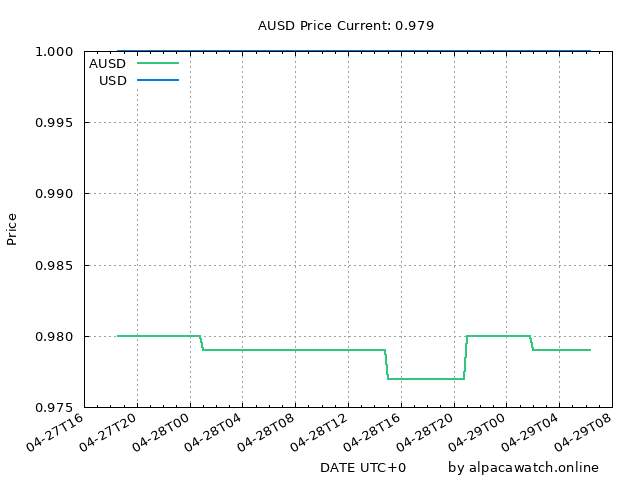 AUSD Price Current: 0.979
1.000
AUSD
USD
0.995
0.990
0.985
0.980
0.975
Price
04-27T16
04-27T20
04-28T00
04-28T04
04-28T08
04-28T12
04-28T16
04-28T20
04-29T00
04-29T04
04-29T08
DATE UTC+0 by alpacawatch.online